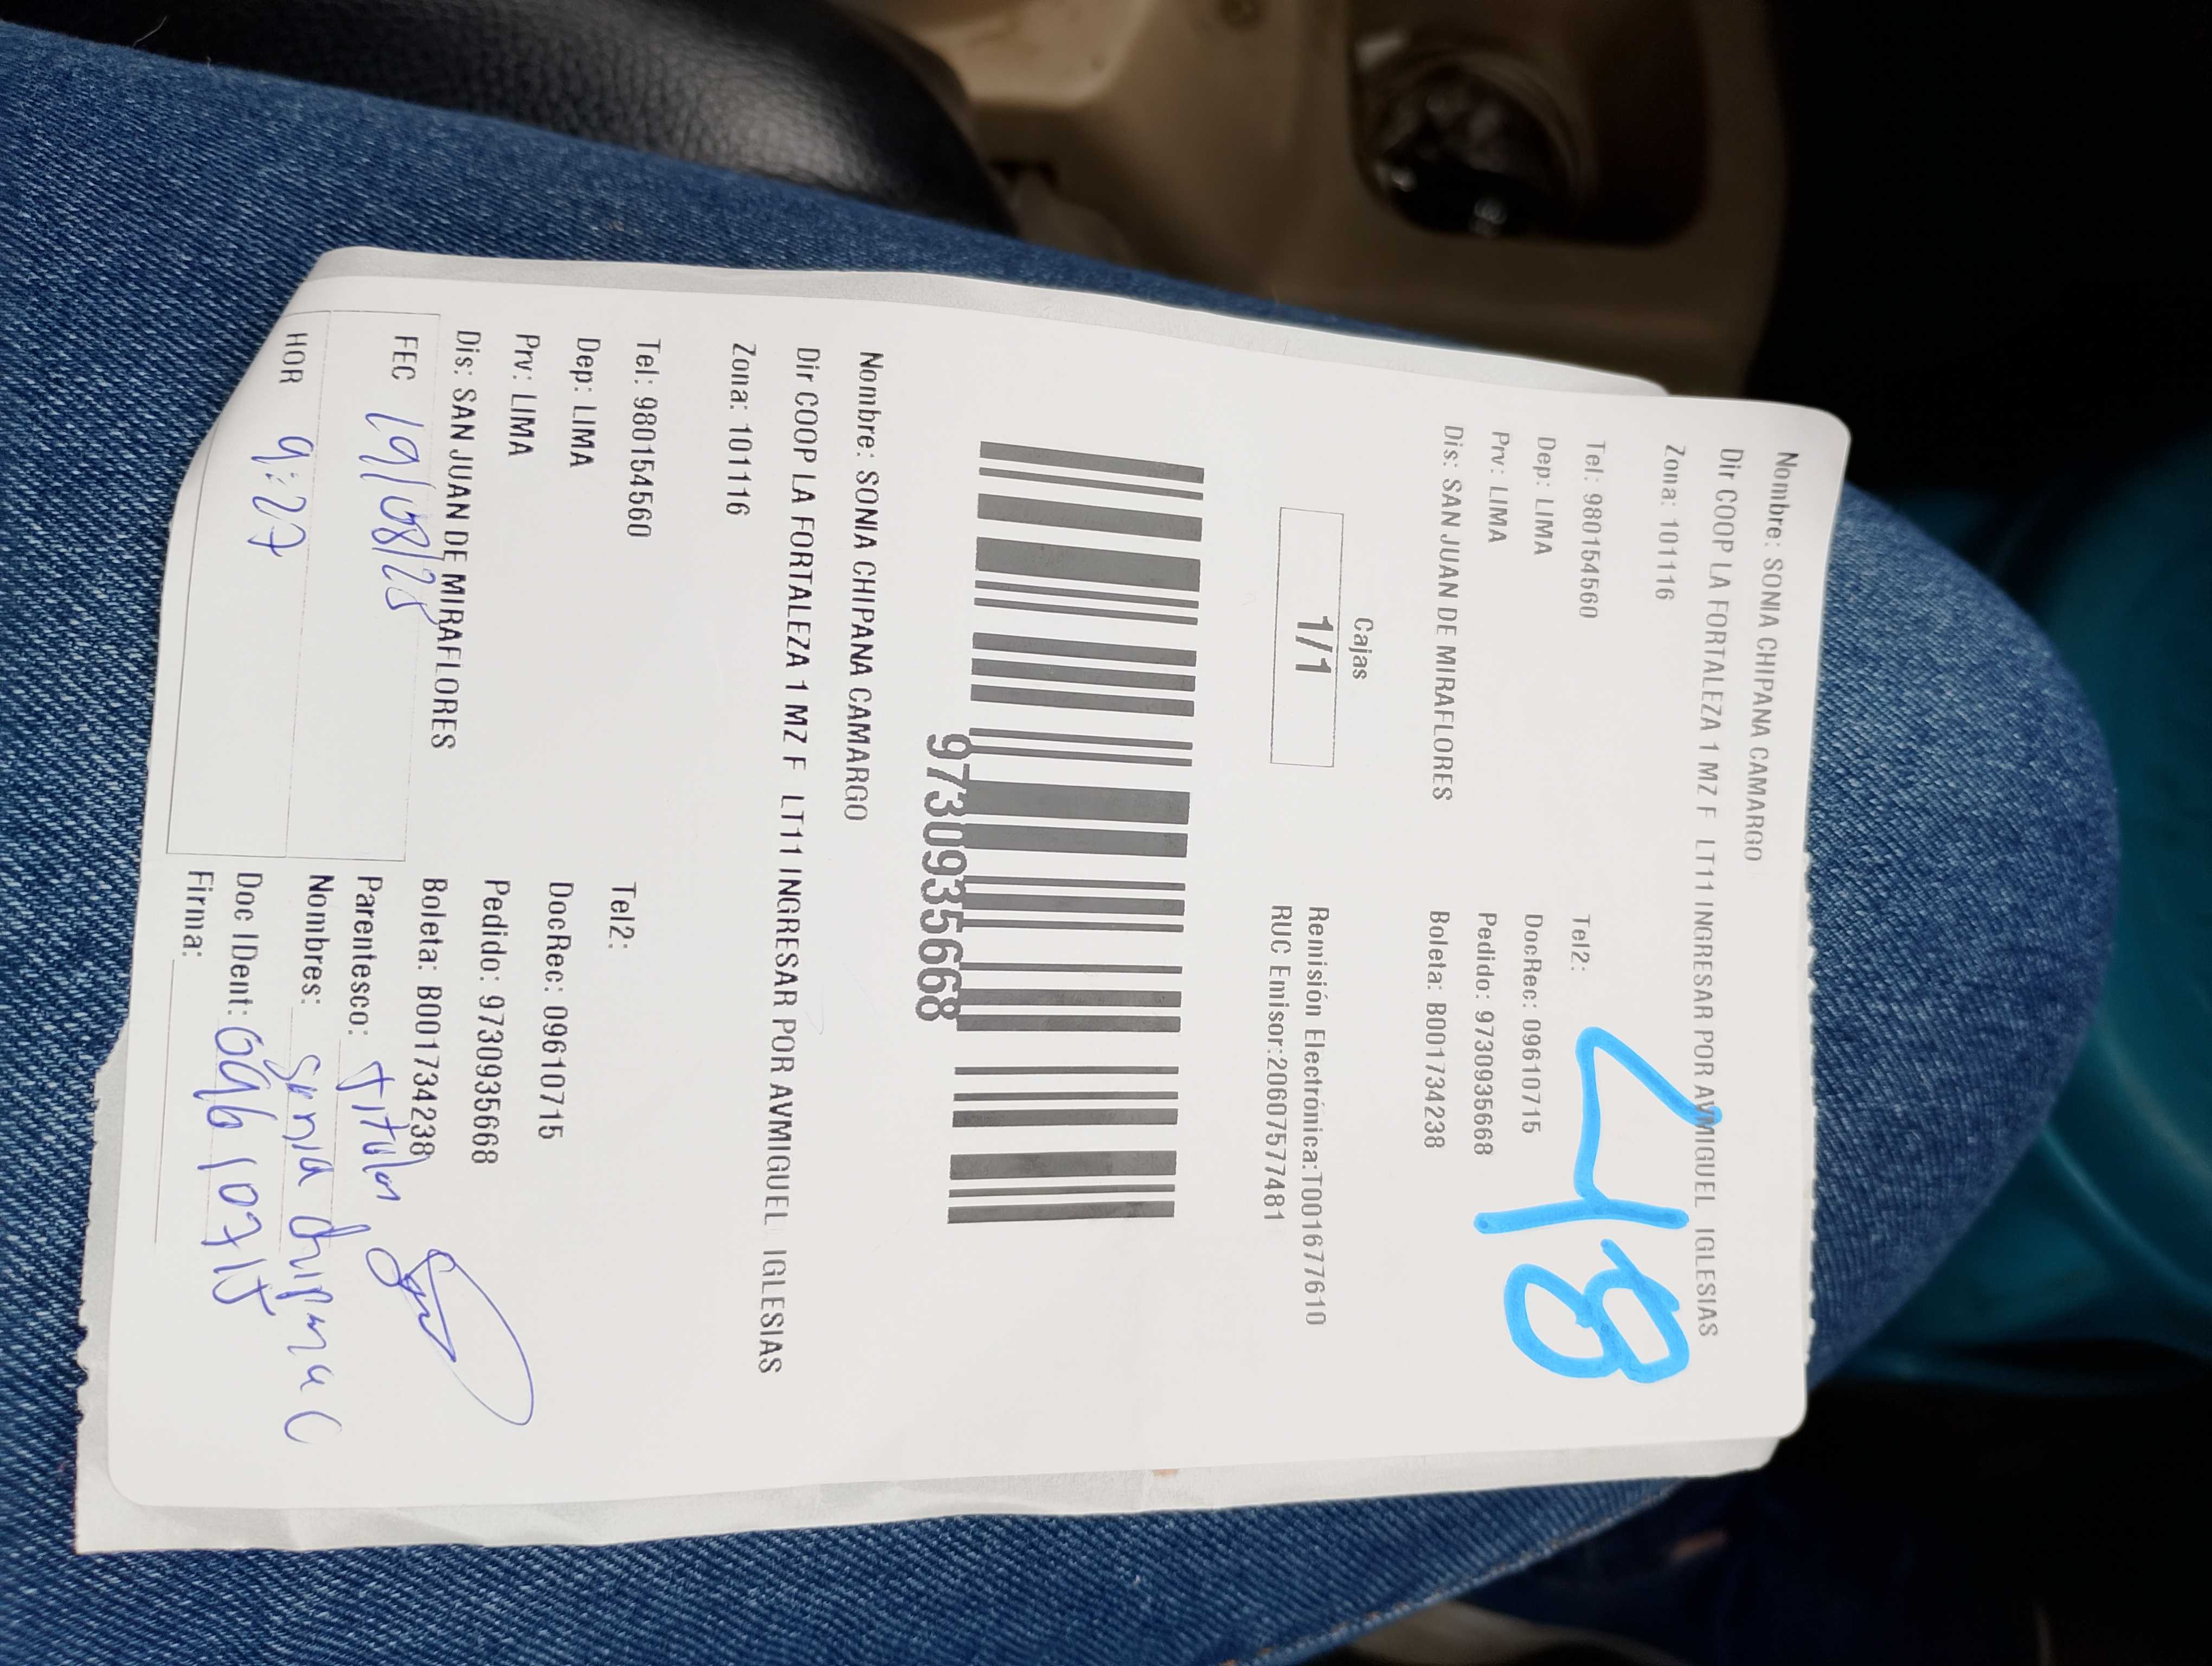 Nombre: SONIA CHIPANA CAMARGO
Dir COOP LA FORTALEZA 1 MZ F LT11 INGRESAR POR AVMIGUEL IGLESIAS
Zona: 101116
Tel: 980154560 Tel2:
Dep: LIMA DocRec: 09610715
Prv: LIMA Pedido: 9730935668
Dis: SAN JUAN DE MIRAFLORES Boleta: B001734238
48
Cajas
1/1
Remisión Electrónica:T001677610
RUC Emisor:20607577481
9730935668
Nombre: SONIA CHIPANA CAMARGO
Dir COOP LA FORTALEZA 1 MZ F LT11 INGRESAR POR AVMIGUEL IGLESIAS
Zona: 101116
Tel: 980154560 Tel2:
Dep: LIMA DocRec: 09610715
Prv: LIMA Pedido: 9730935668
Dis: SAN JUAN DE MIRAFLORES Boleta: B001734238
FEC 19/08/25 Parentesco: Titular
HOR 9:27 Nombres: Sonia Chipana C
Doc IDent: 09610715
Firma: